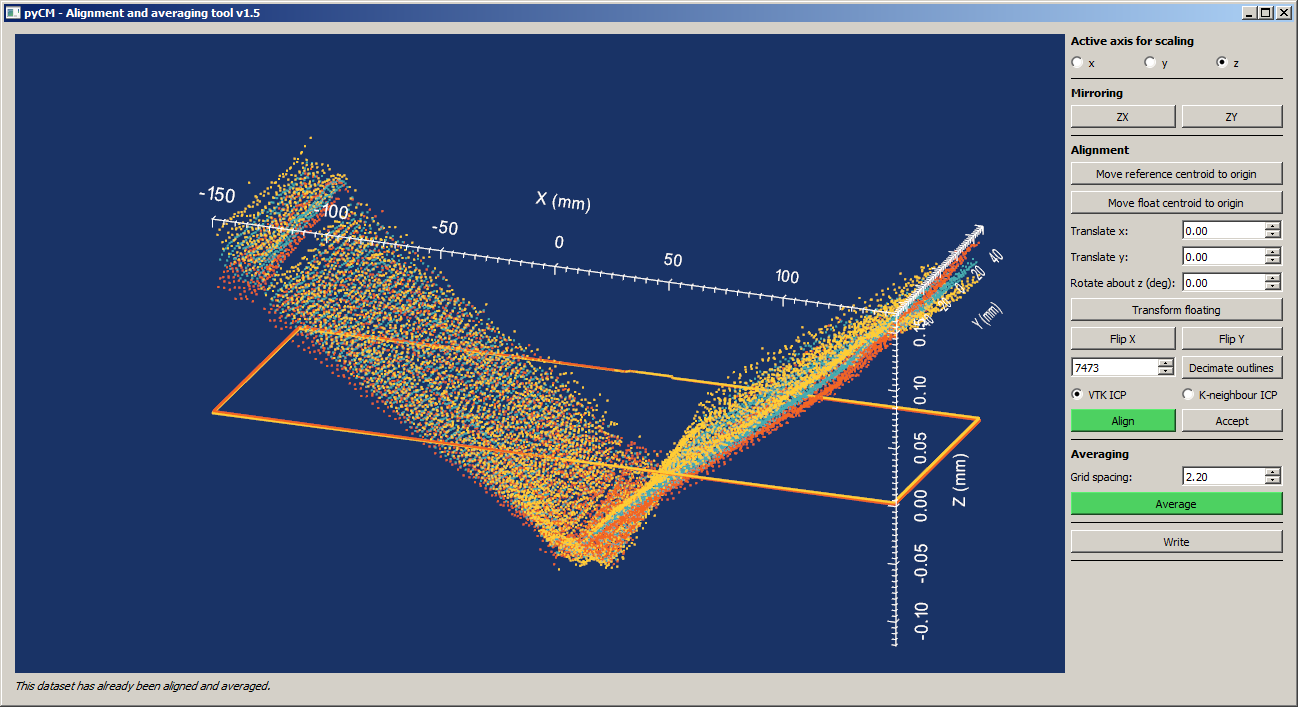 pyCM - Alignment and averaging tool v1.5
Active axis for scaling
x y z
Mirroring
ZX ZY
Alignment
Move reference centroid to origin
Move float centroid to origin
Translate x: 0.00
Translate y: 0.00
Rotate about z (deg): 0.00
Transform floating
Flip X Flip Y
7473 Decimate outlines
VTK ICP K-neighbour ICP
Align Accept
Averaging
Grid spacing: 2.20
Average
Write
X (mm)
-150
-100
-50
0
50
100
Y (mm)
40
20
Z (mm)
0.10
0.05
0.00
-0.05
-0.10
This dataset has already been aligned and averaged.